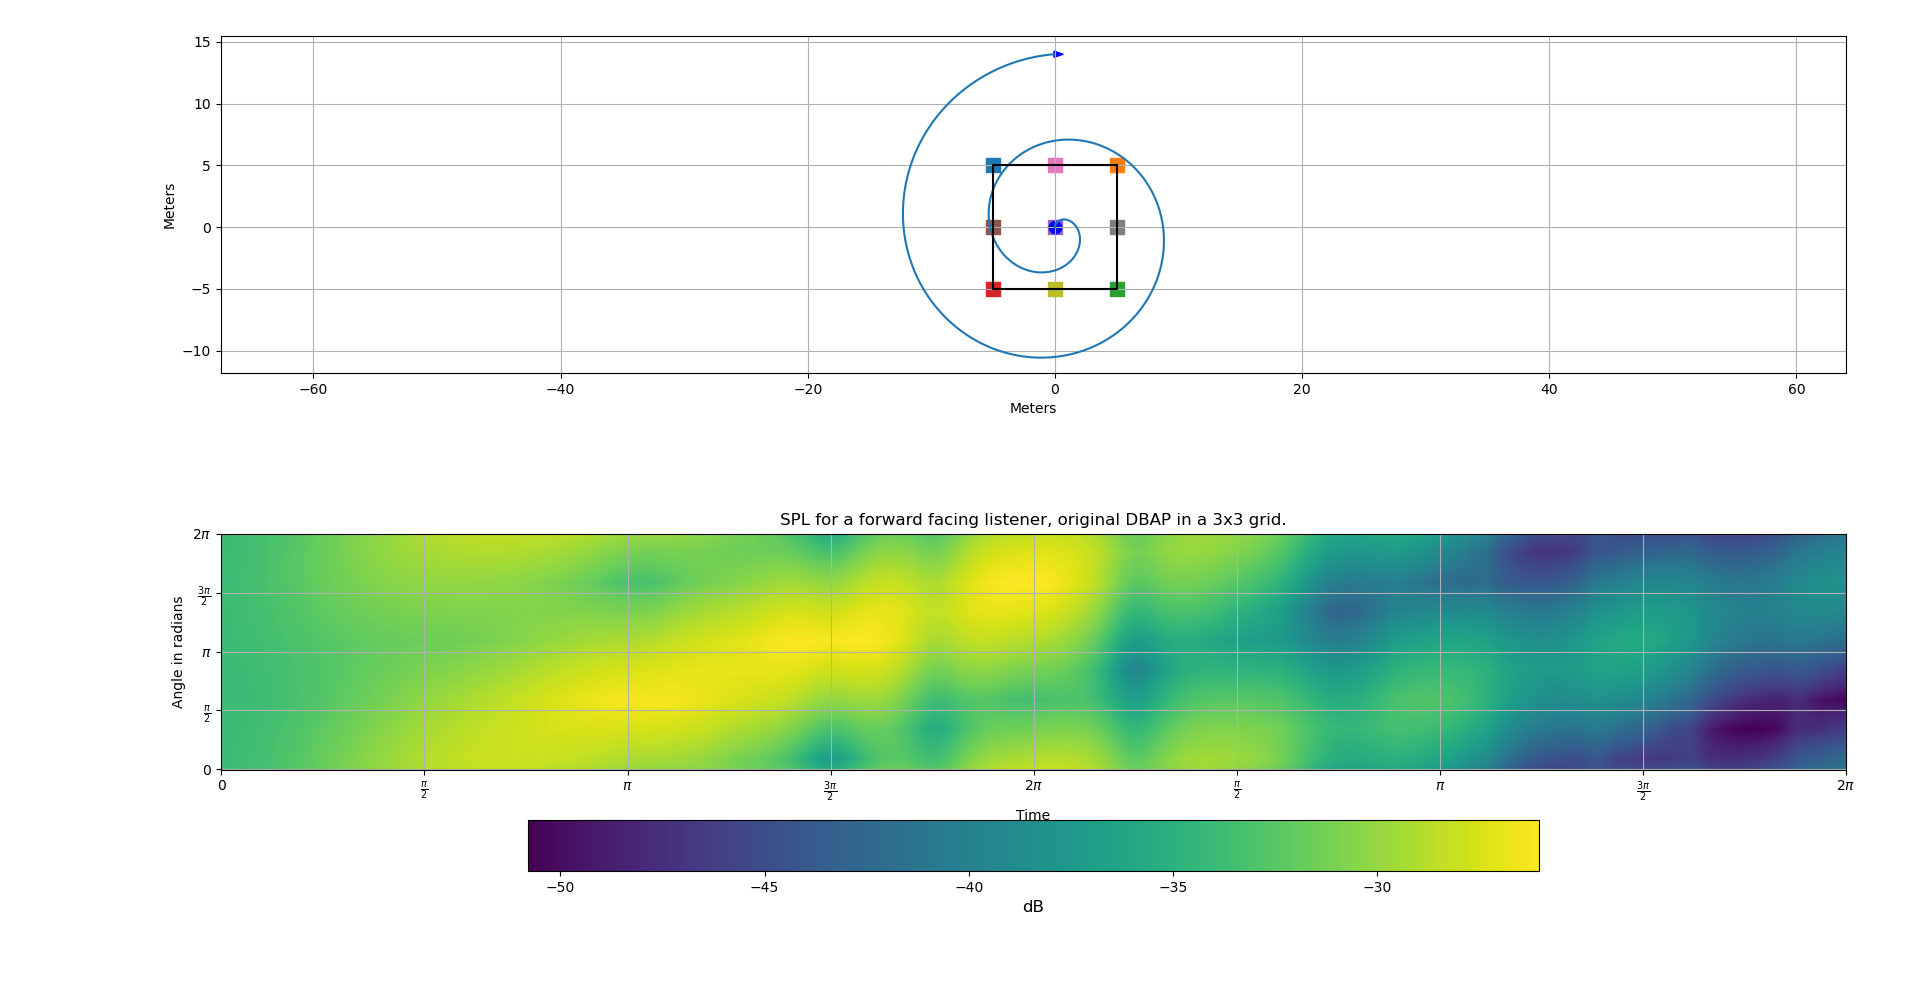 15
10
5
0
−5
−10
Meters
−60 −40 −20 0 20 40 60
Meters
SPL for a forward facing listener, original DBAP in a 3x3 grid.
2π
3π/2
π
π/2
0
Angle in radians
0 π/2 π 3π/2 2π π/2 π 3π/2 2π
Time
−50 −45 −40 −35 −30
dB